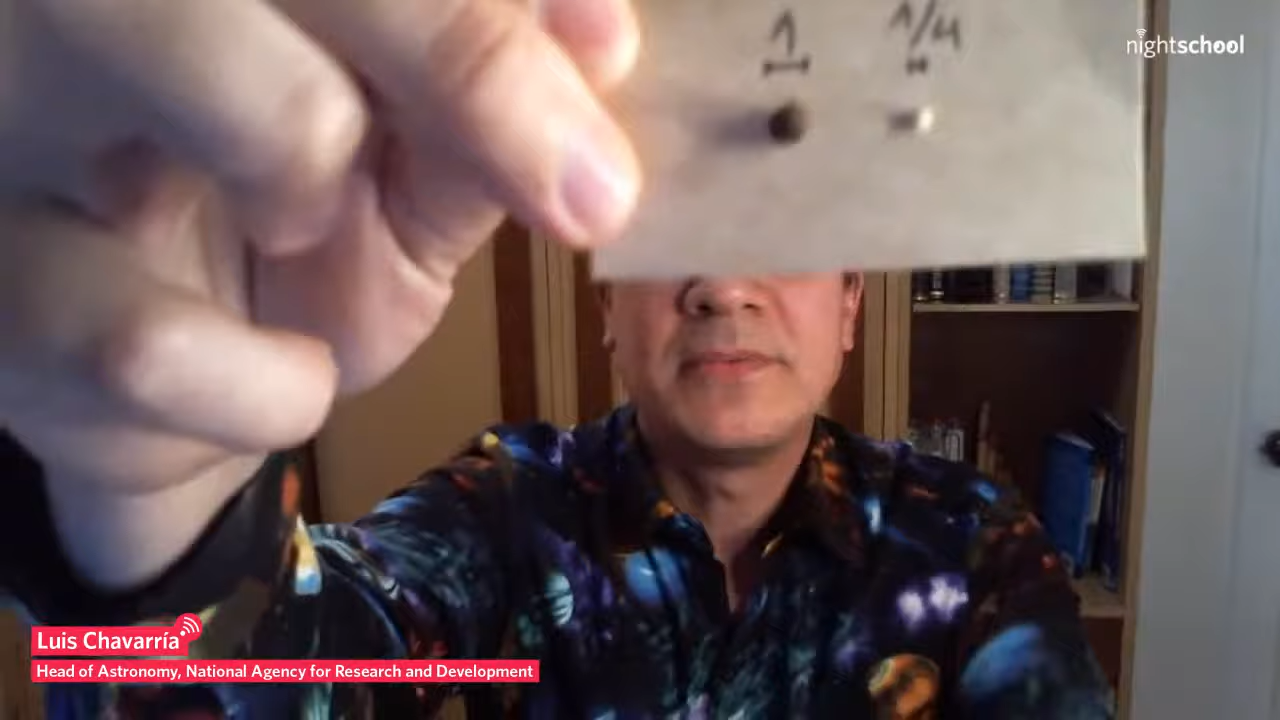 1 1/4
nightschool
Luis Chavarría
Head of Astronomy, National Agency for Research and Development